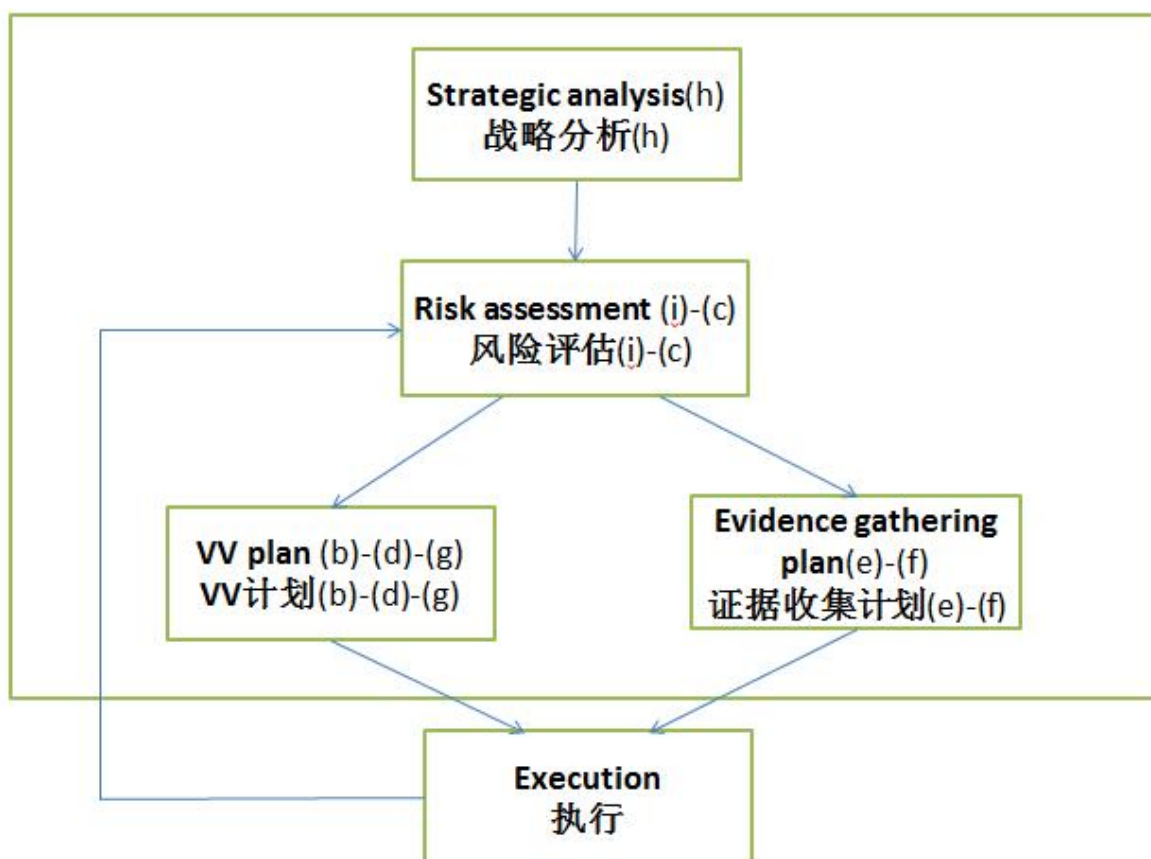 Strategic analysis(h)
战略分析(h)
Risk assessment (i)-(c)
风险评估(i)-(c)
VV plan (b)-(d)-(g)
VV计划(b)-(d)-(g)
Evidence gathering
plan(e)-(f)
证据收集计划(e)-(f)
Execution
执行